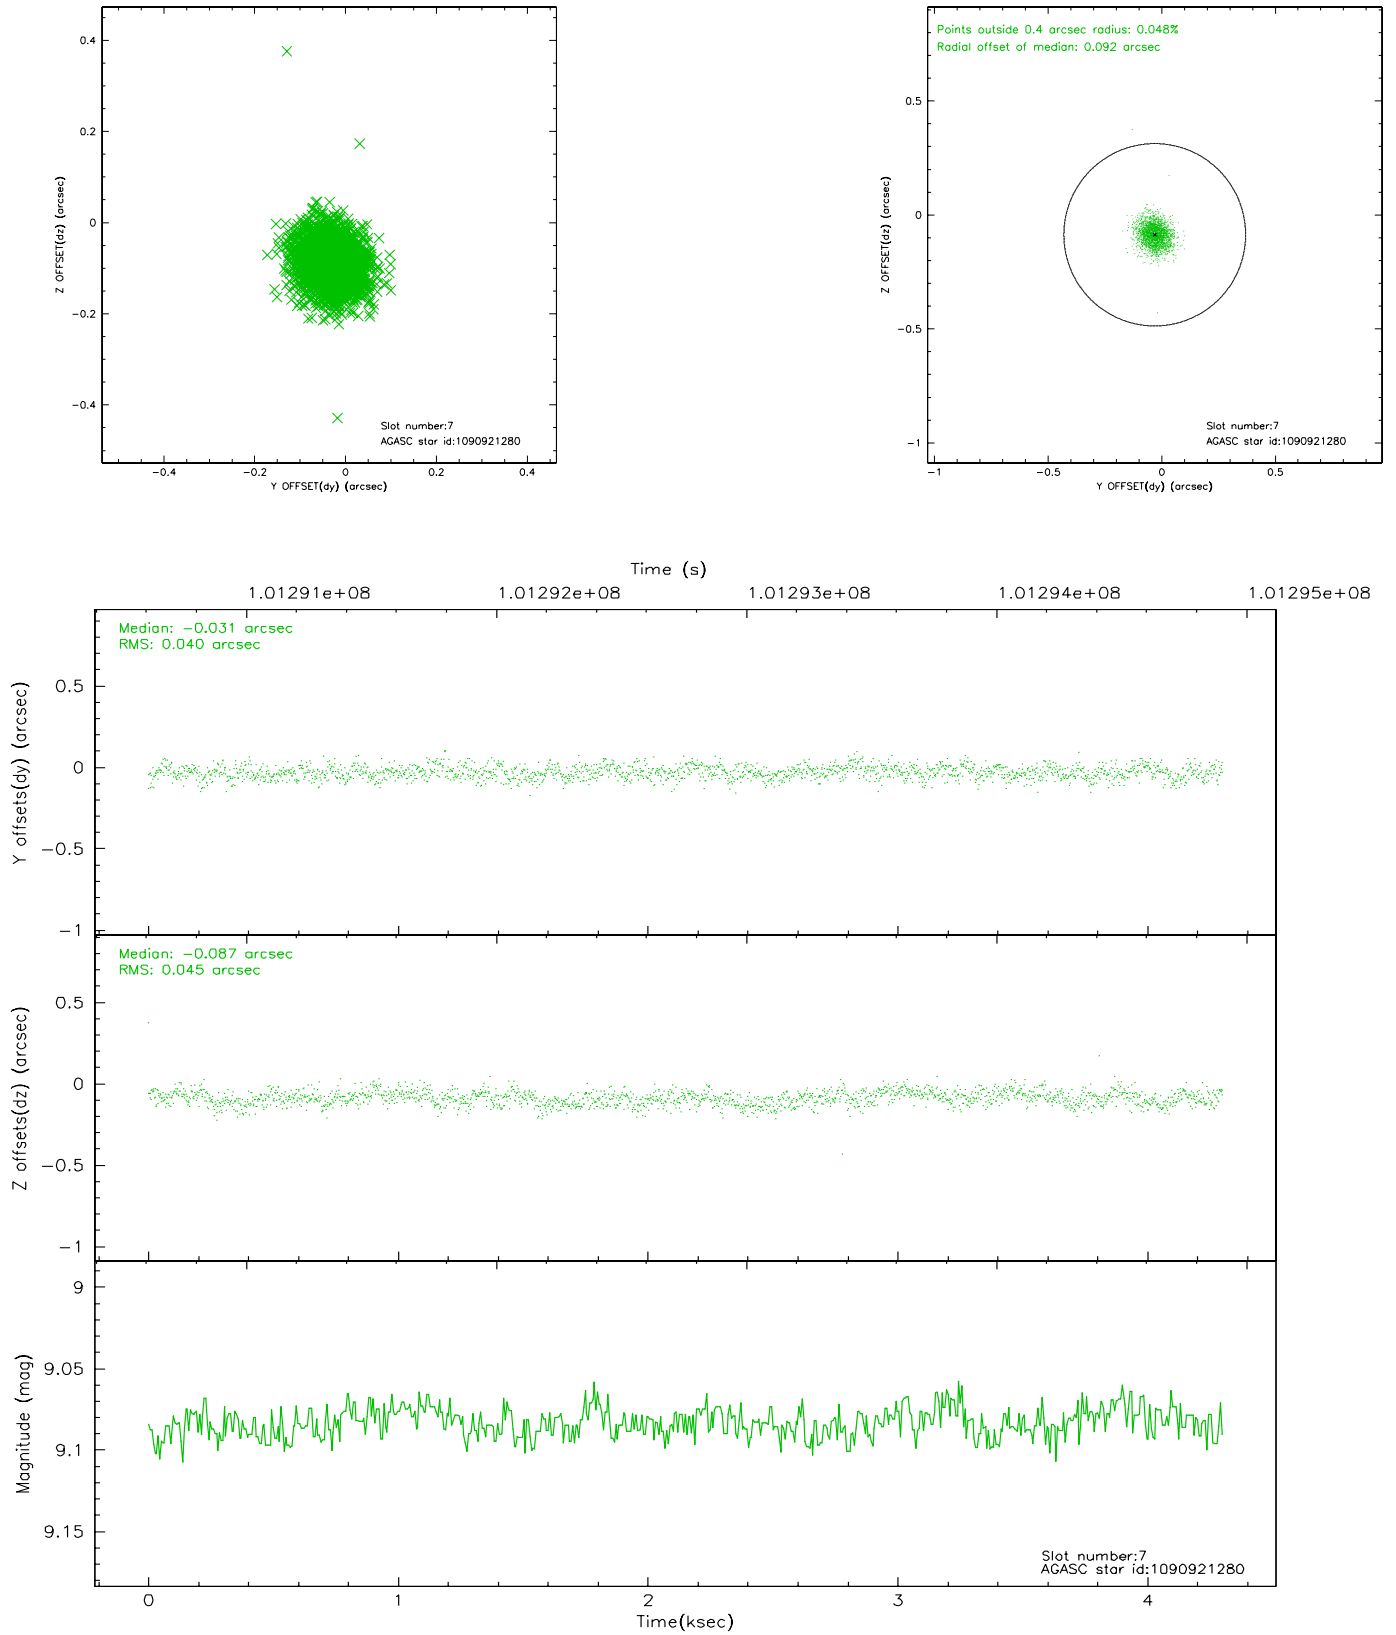 0.4
0.2
0
−0.2
−0.4
Z OFFSET(dz) (arcsec)
Slot number:7
AGASC star id:1090921280
−0.4 −0.2 0 0.2 0.4
Y OFFSET(dy) (arcsec)
Points outside 0.4 arcsec radius: 0.048%
Radial offset of median: 0.092 arcsec
0.5
0
−0.5
−1
Z OFFSET(dz) (arcsec)
Slot number:7
AGASC star id:1090921280
−1 −0.5 0 0.5
Y OFFSET(dy) (arcsec)
Time (s)
1.01291e+08 1.01292e+08 1.01293e+08 1.01294e+08 1.01295e+08
Median: −0.031 arcsec
RMS: 0.040 arcsec
0.5
0
−0.5
−1
Y offsets(dy) (arcsec)
Median: −0.087 arcsec
RMS: 0.045 arcsec
0.5
0
−0.5
−1
Z offsets(dz) (arcsec)
9
9.05
9.1
9.15
Magnitude (mag)
Slot number:7
AGASC star id:1090921280
0 1 2 3 4
Time(ksec)